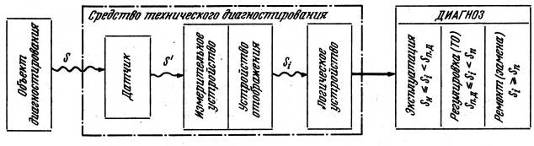 Средство технического диагностирования
ДИАГНОЗ
Объект
диагностирования
S
Датчик
S'
Измерительное
устройство
Устройство
отображения
Si
Логическое
устройство
Эксплуатация
Sн ≤ Si < Sп.д
Регулировка (ТО)
Sп.д ≤ Si < Sп
Ремонт (замена)
Si ≥ Sп